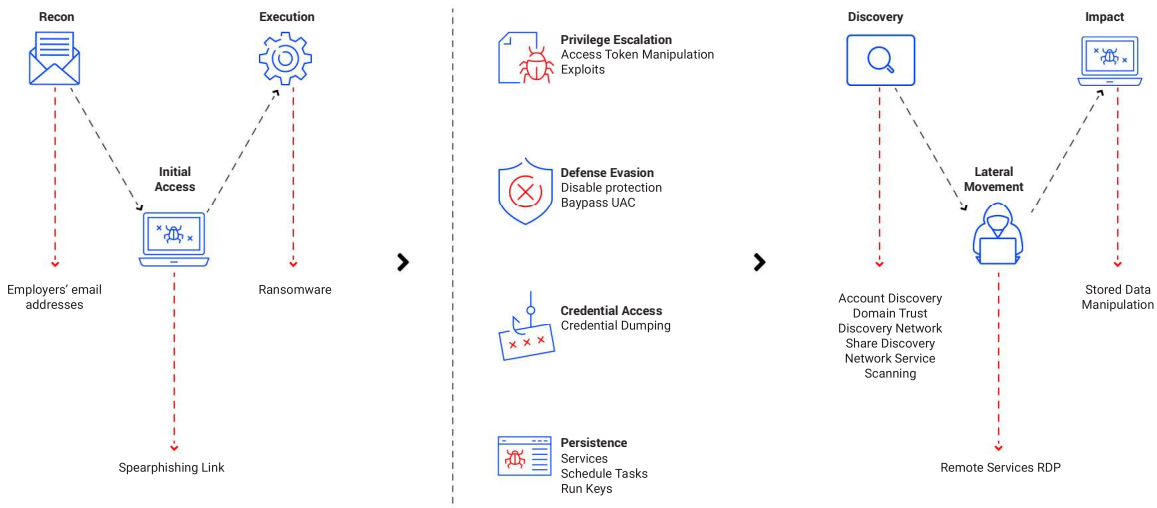 Recon
Execution
Initial
Access
Employers' email
addresses
Ransomware
Spearphishing Link
Privilege Escalation
Access Token Manipulation
Exploits
Defense Evasion
Disable protection
Baypass UAC
Credential Access
Credential Dumping
Persistence
Services
Schedule Tasks
Run Keys
Discovery
Impact
Lateral
Movement
Account Discovery
Domain Trust
Discovery Network
Share Discovery
Network Service
Scanning
Stored Data
Manipulation
Remote Services RDP